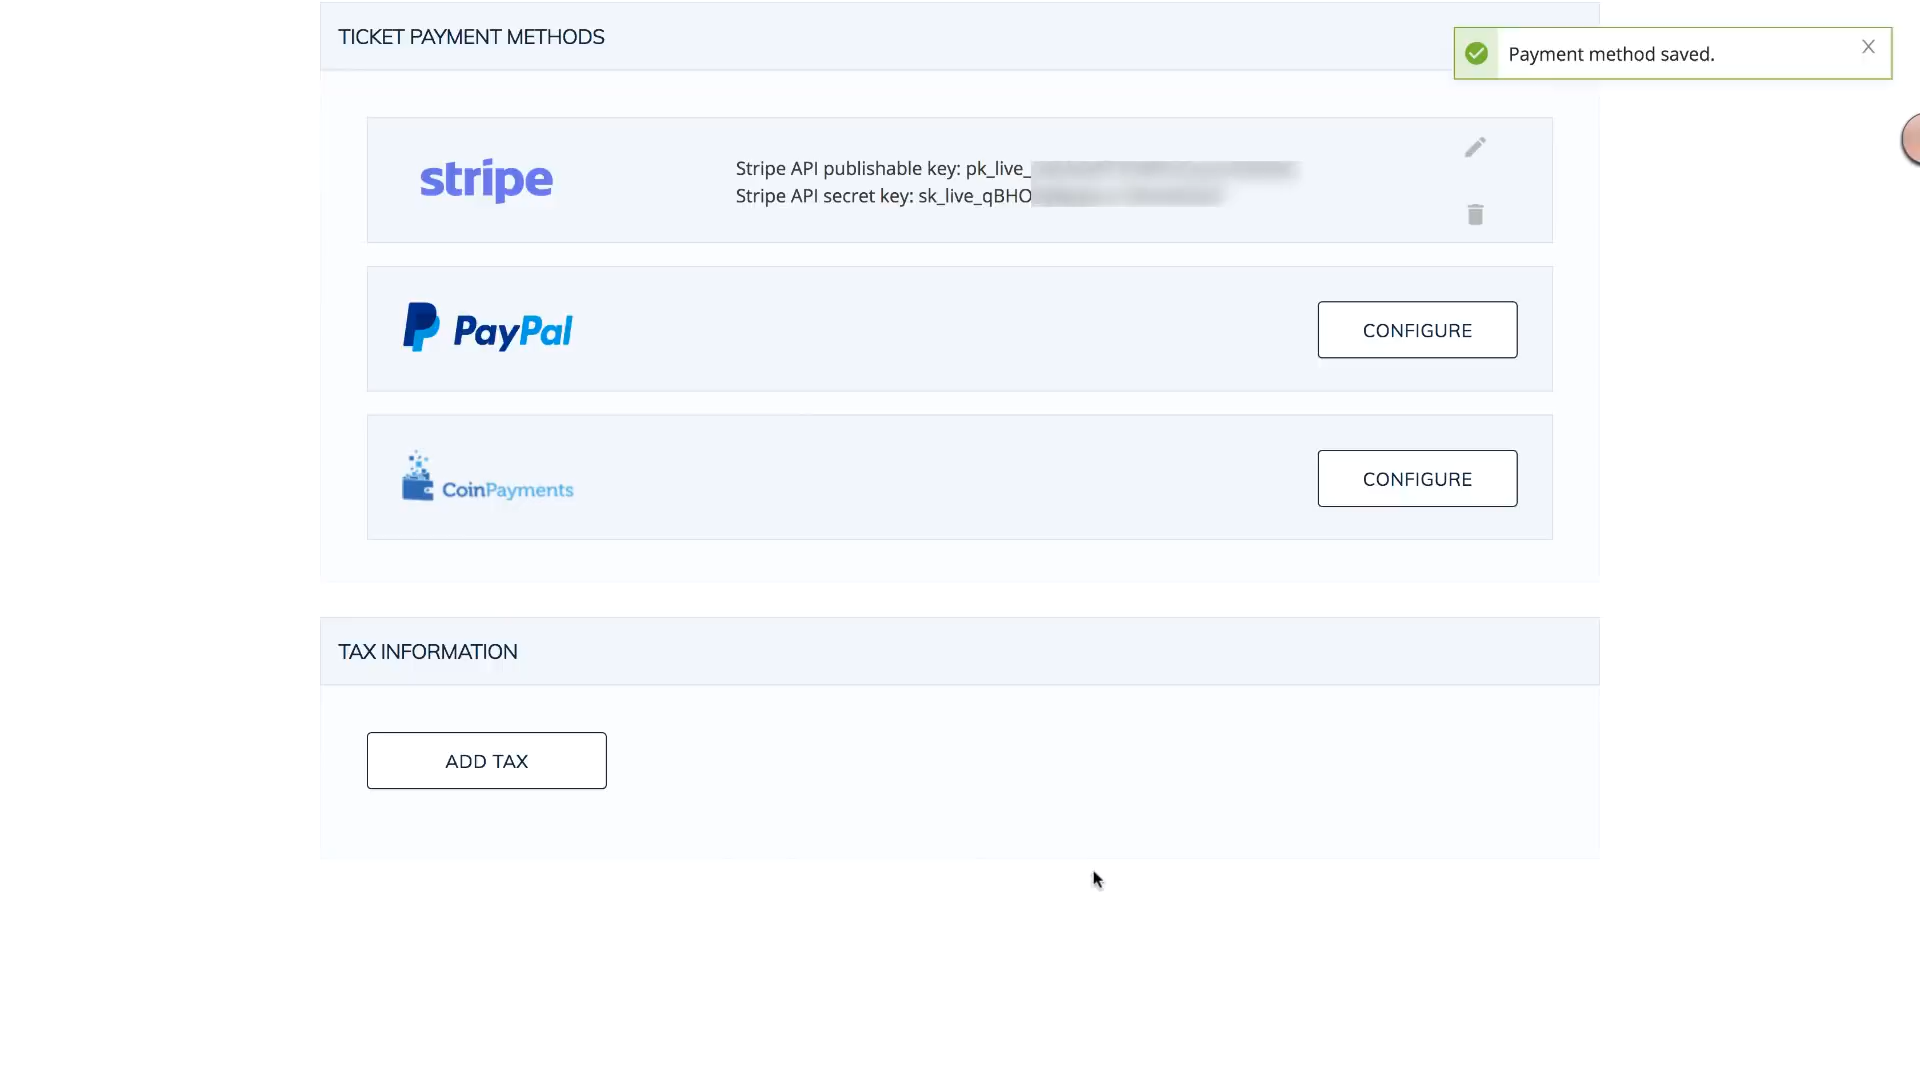 TICKET PAYMENT METHODS
Payment method saved.
stripe
Stripe API publishable key: pk_live_
Stripe API secret key: sk_live_qBHO
PayPal
CONFIGURE
CoinPayments
CONFIGURE
TAX INFORMATION
ADD TAX